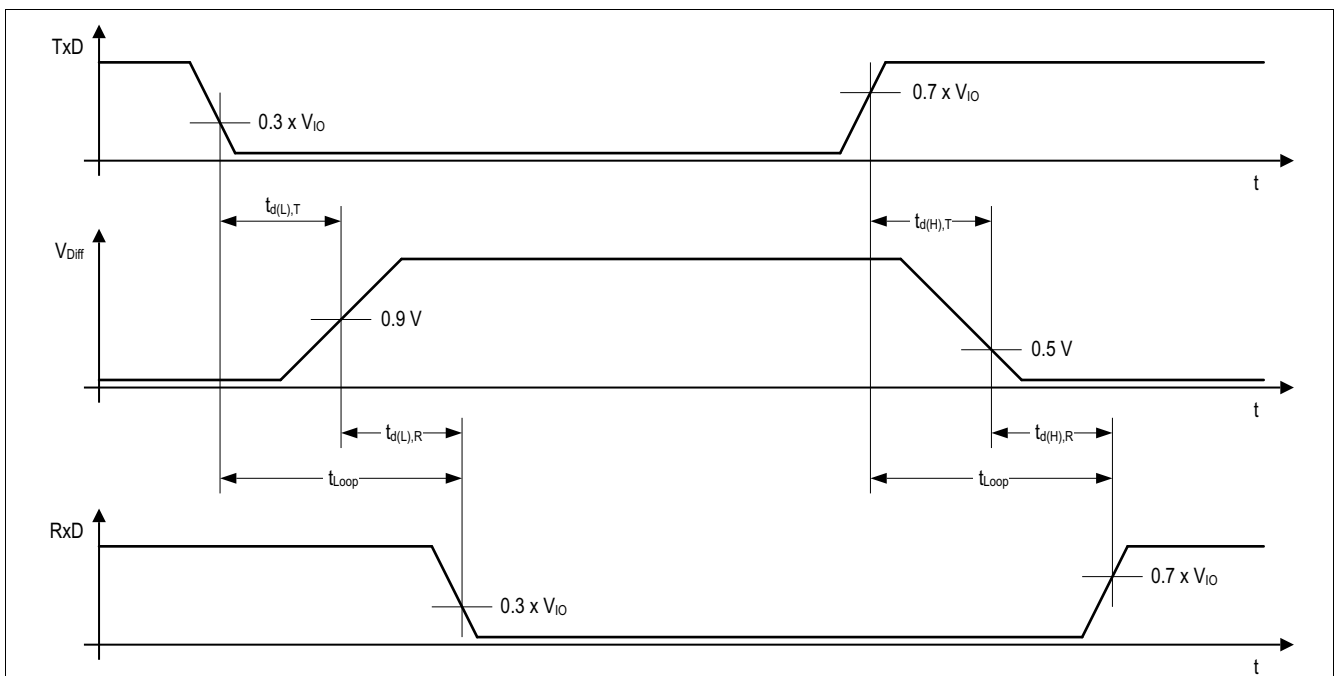 TxD
0.7 x VIO
0.3 x VIO
t
td(L),T
td(H),T
VDiff
0.9 V
0.5 V
t
td(L),R
td(H),R
tLoop
tLoop
RxD
0.7 x VIO
0.3 x VIO
t